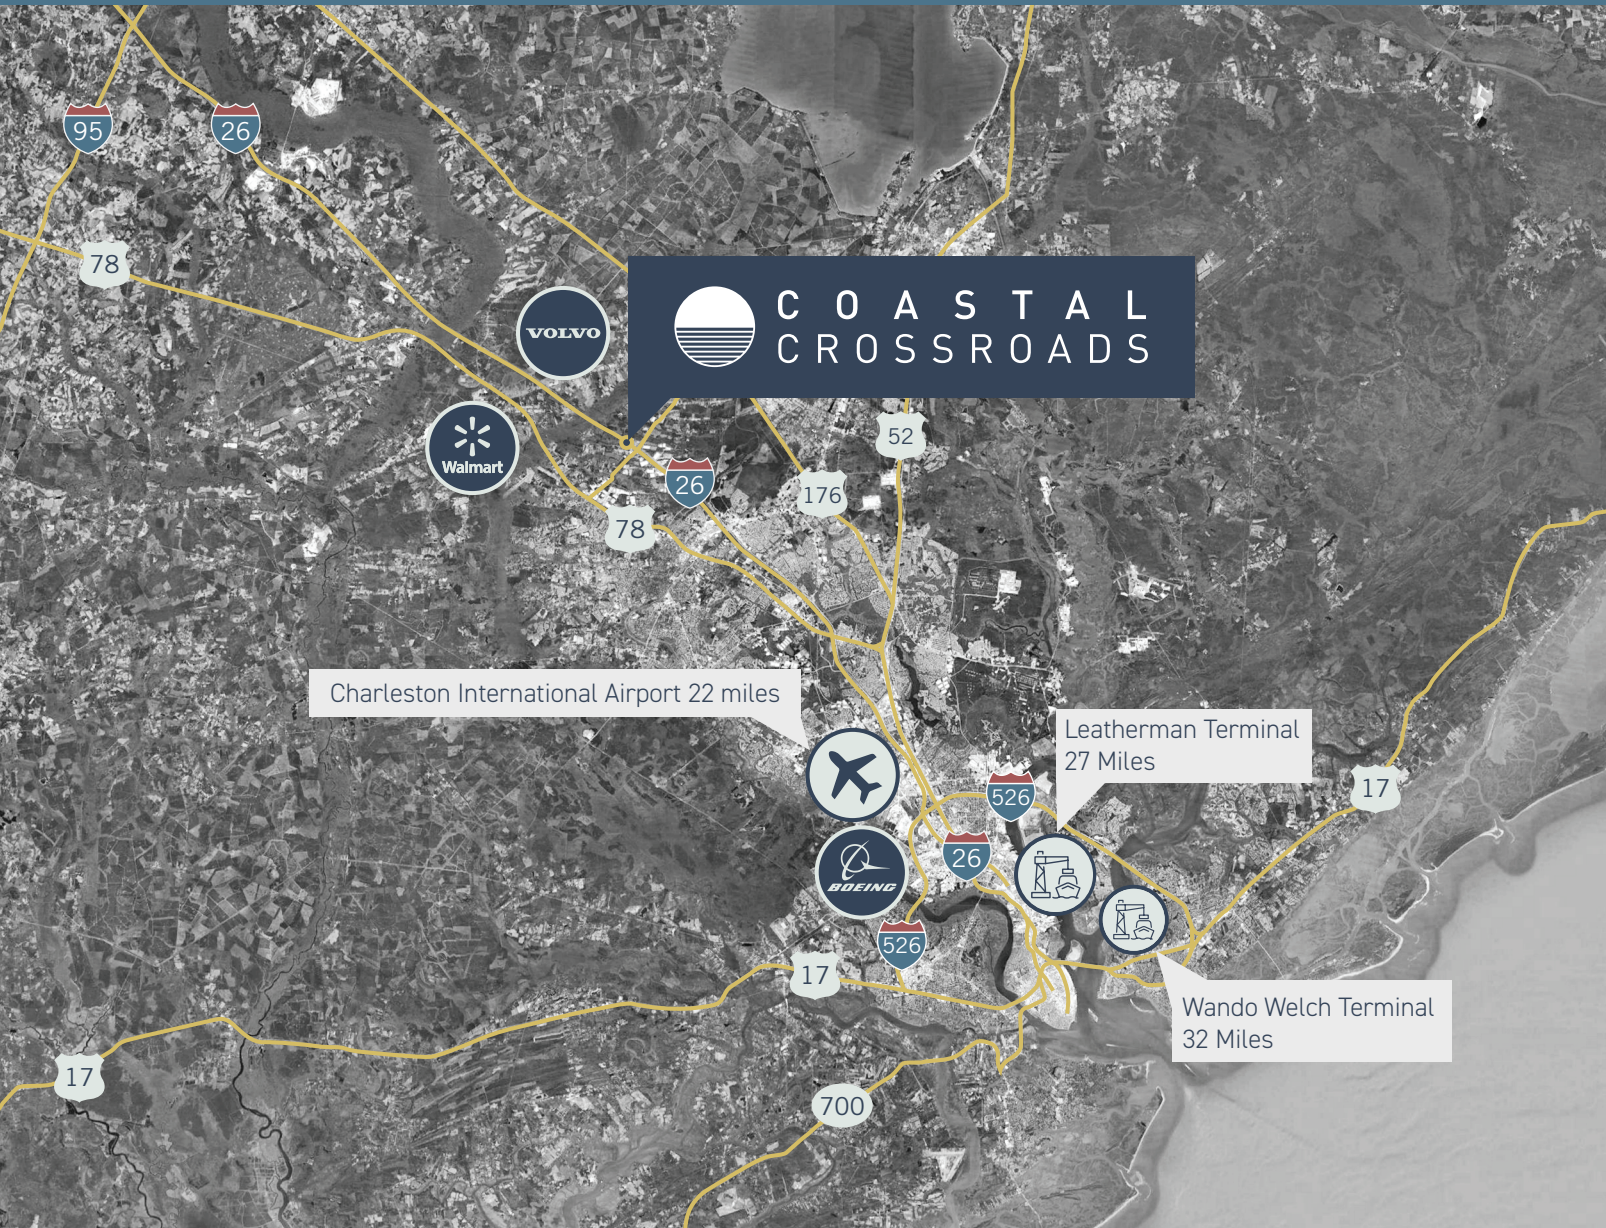 95
26
78
VOLVO
COASTAL
CROSSROADS
Walmart
52
26
176
78
Charleston International Airport 22 miles
Leatherman Terminal
27 Miles
17
526
26
BOEING
526
17
Wando Welch Terminal
32 Miles
17
700